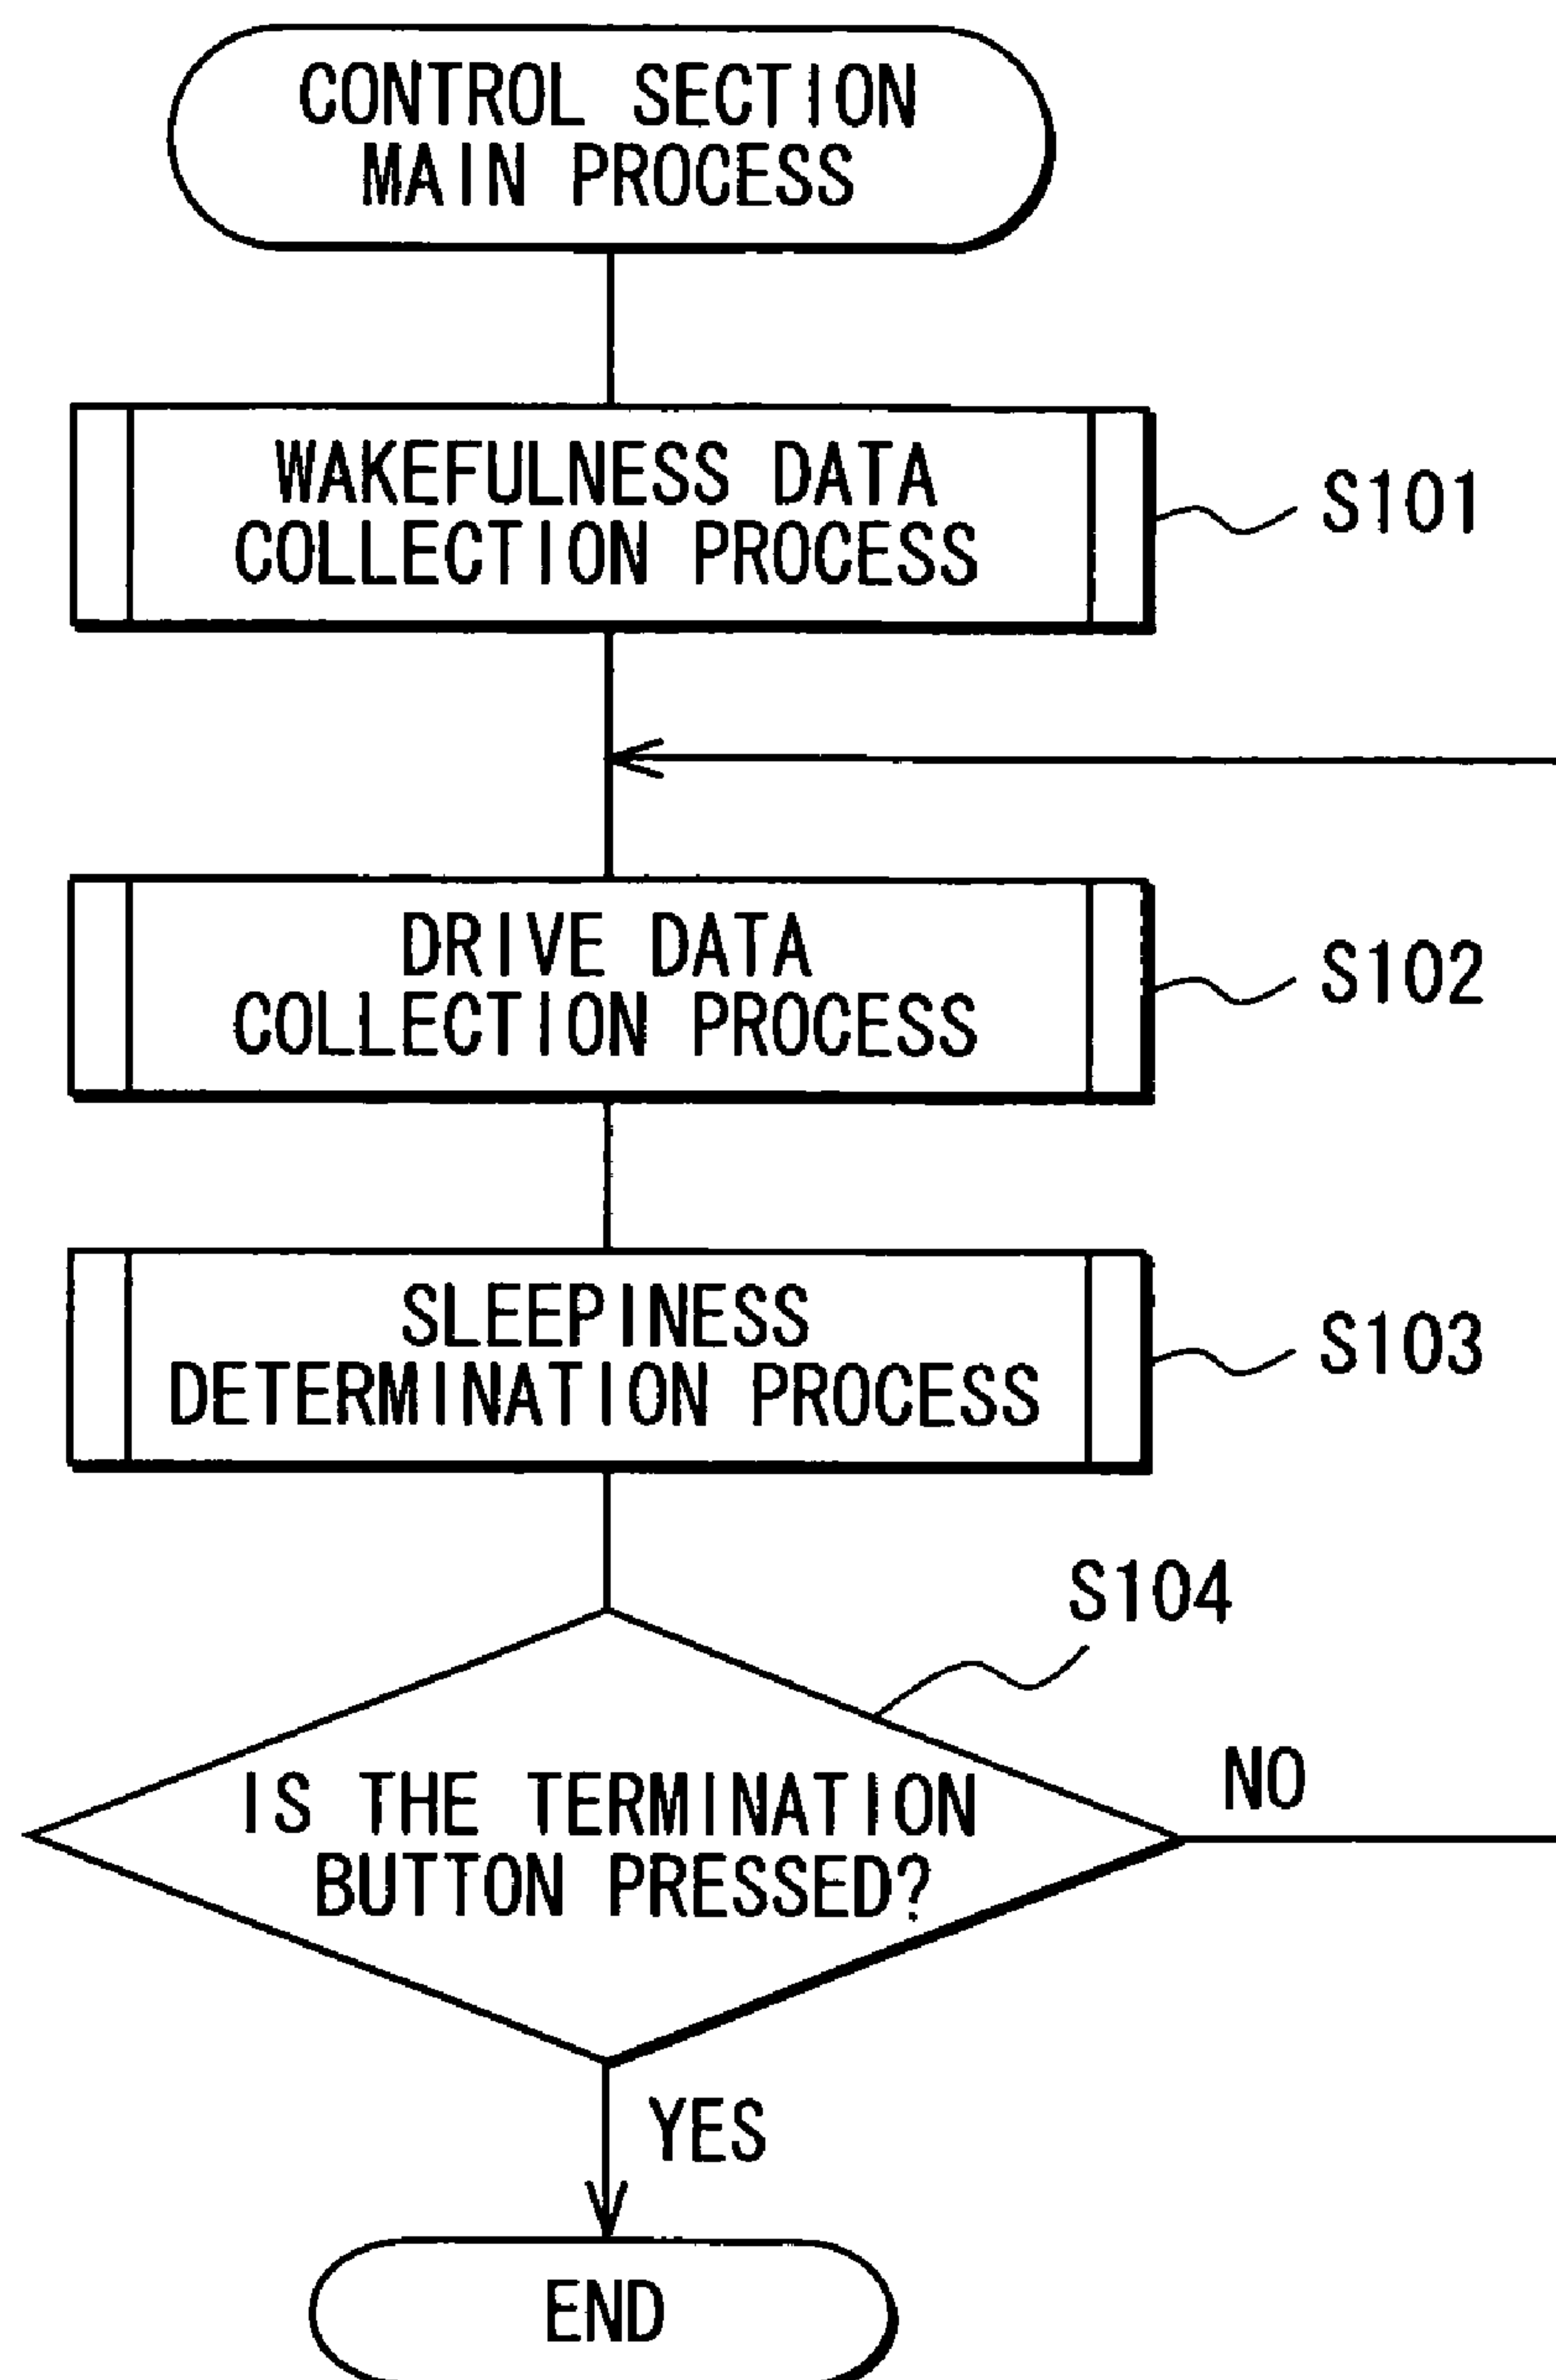 CONTROL SECTION
MAIN PROCESS
WAKEFULNESS DATA
COLLECTION PROCESS
S101
DRIVE DATA
COLLECTION PROCESS
S102
SLEEPINESS
DETERMINATION PROCESS
S103
S104
IS THE TERMINATION
BUTTON PRESSED?
NO
YES
END